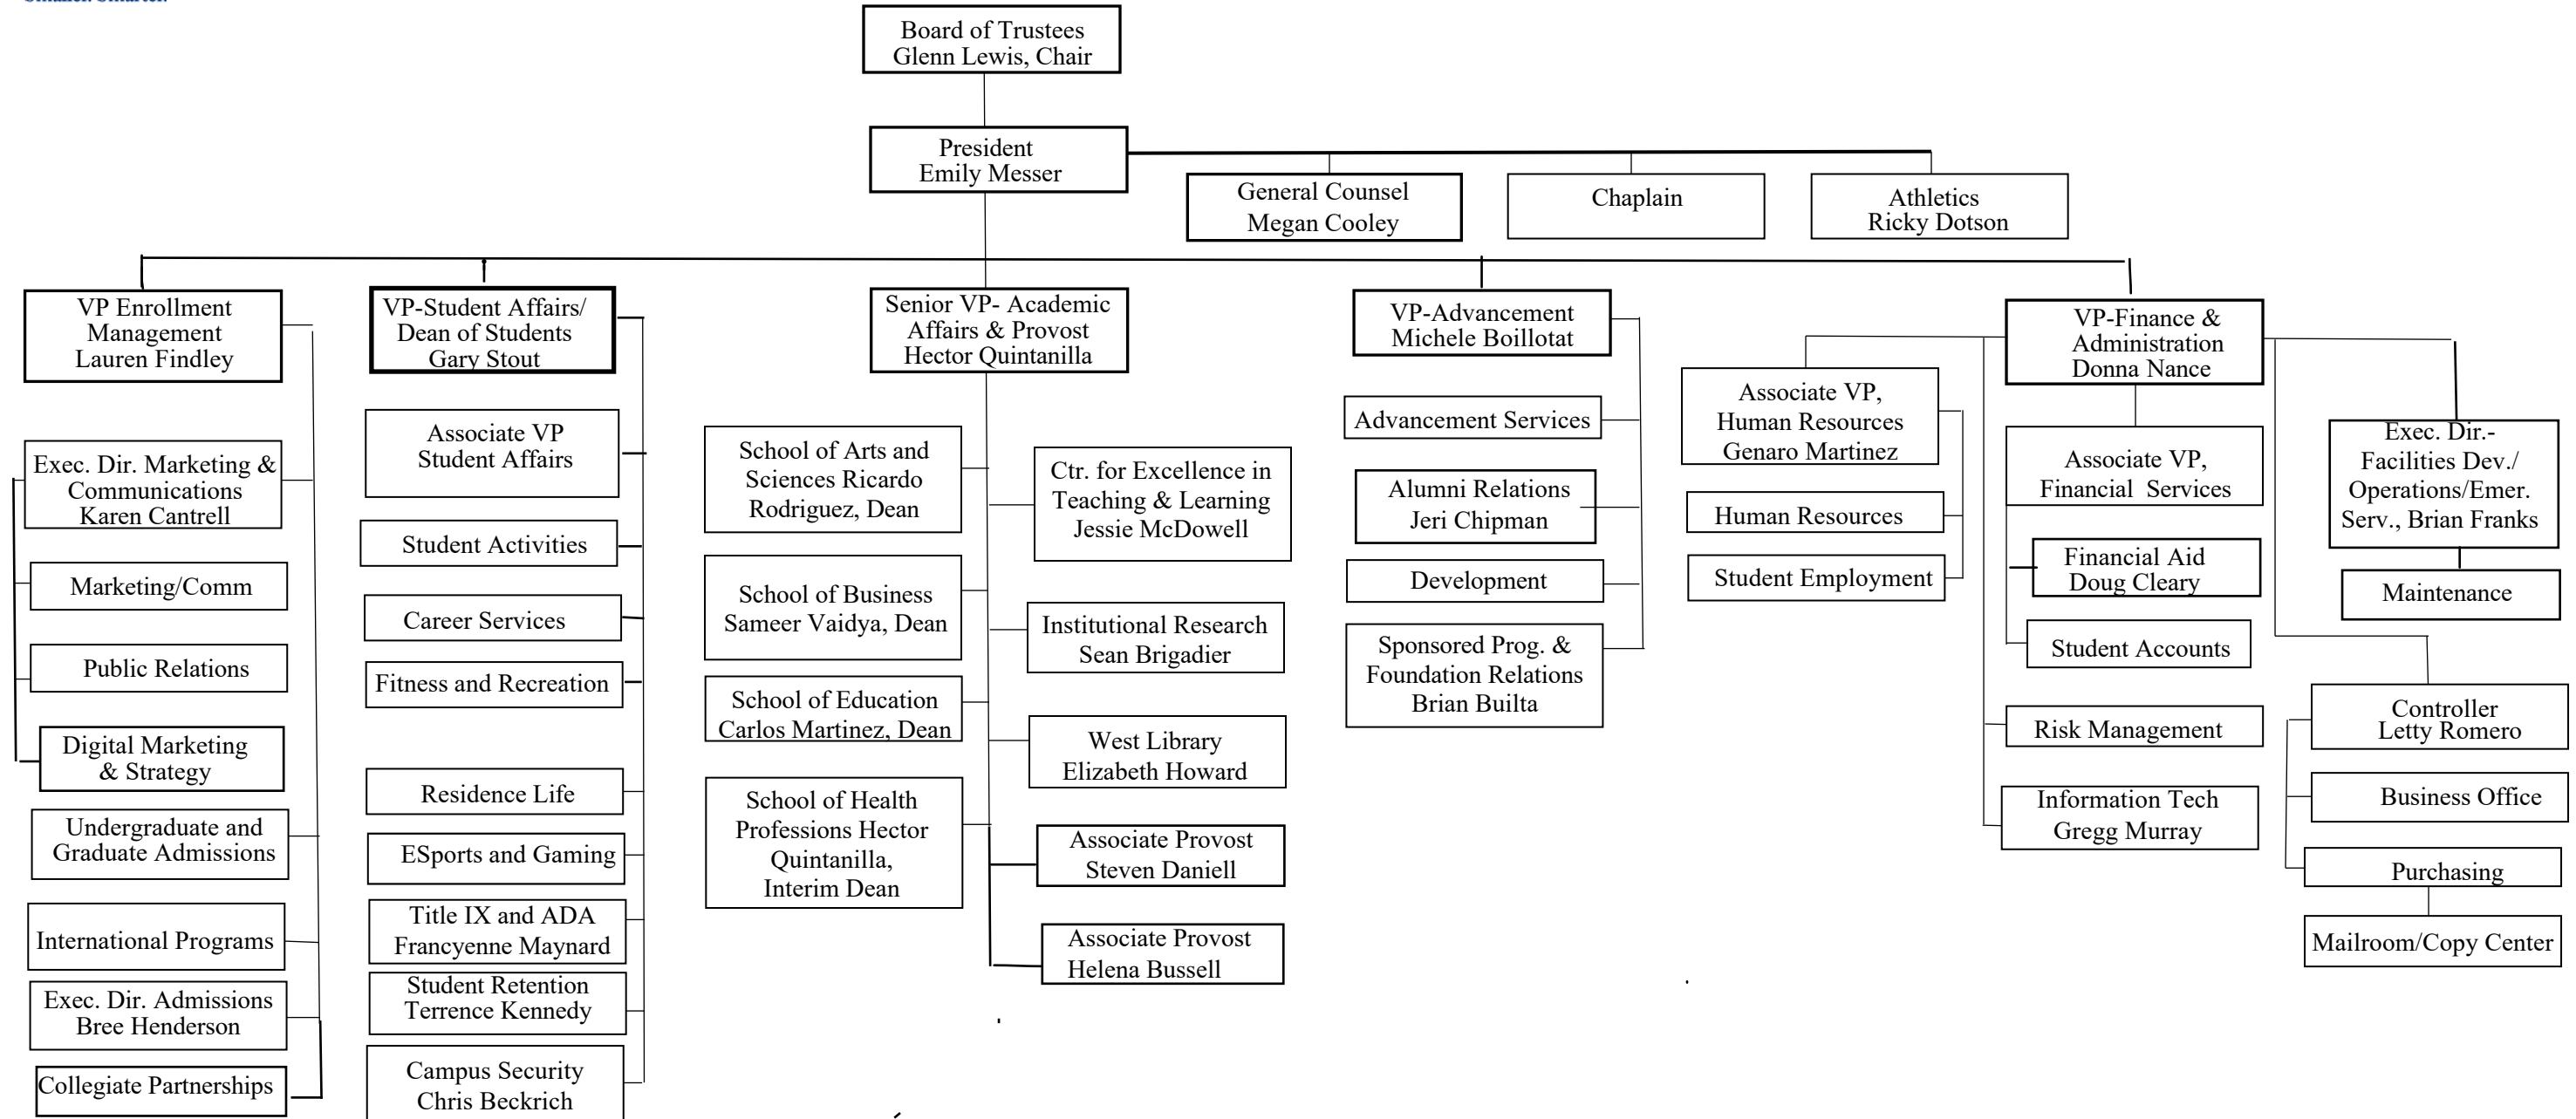 Board of Trustees
Glenn Lewis, Chair
President
Emily Messer
General Counsel
Megan Cooley
Chaplain
Athletics
Ricky Dotson
VP Enrollment
Management
Lauren Findley
Exec. Dir. Marketing &
Communications
Karen Cantrell
Marketing/Comm
Public Relations
Digital Marketing
& Strategy
Undergraduate and
Graduate Admissions
International Programs
Exec. Dir. Admissions
Bree Henderson
Collegiate Partnerships
VP-Student Affairs/
Dean of Students
Gary Stout
Associate VP
Student Affairs
Student Activities
Career Services
Fitness and Recreation
Residence Life
ESports and Gaming
Title IX and ADA
Francyenne Maynard
Student Retention
Terrence Kennedy
Campus Security
Chris Beckrich
Senior VP- Academic
Affairs & Provost
Hector Quintanilla
School of Arts and
Sciences Ricardo
Rodriguez, Dean
School of Business
Sameer Vaidya, Dean
School of Education
Carlos Martinez, Dean
School of Health
Professions Hector
Quintanilla,
Interim Dean
Ctr. for Excellence in
Teaching & Learning
Jessie McDowell
Institutional Research
Sean Brigadier
West Library
Elizabeth Howard
Associate Provost
Steven Daniell
Associate Provost
Helena Bussell
VP-Advancement
Michele Boillotat
Advancement Services
Alumni Relations
Jeri Chipman
Development
Sponsored Prog. &
Foundation Relations
Brian Builta
VP-Finance &
Administration
Donna Nance
Associate VP,
Human Resources
Genaro Martinez
Human Resources
Student Employment
Associate VP,
Financial Services
Financial Aid
Doug Cleary
Student Accounts
Risk Management
Information Tech
Gregg Murray
Exec. Dir.-
Facilities Dev./
Operations/Emer.
Serv., Brian Franks
Maintenance
Controller
Letty Romero
Business Office
Purchasing
Mailroom/Copy Center